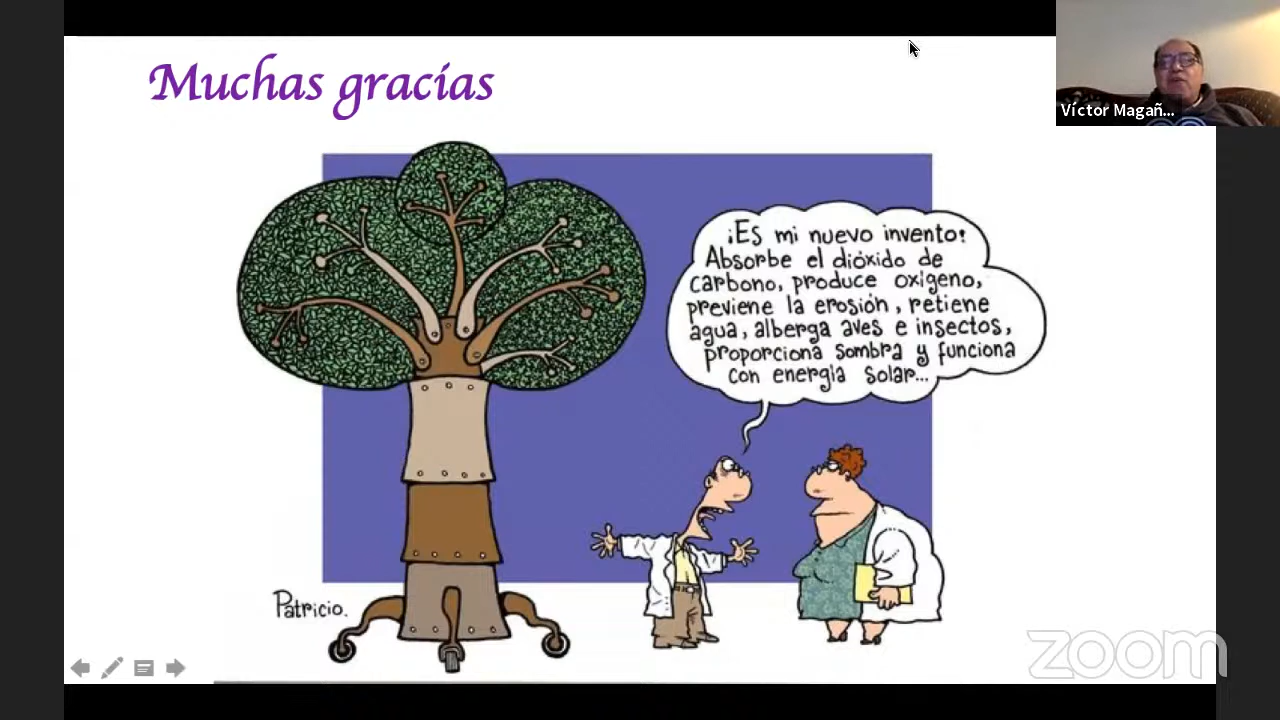 Muchas gracias
Víctor Magañ...
¡Es mi nuevo invento!
Absorbe el dióxido de
carbono, produce oxígeno,
previene la erosión, retiene
agua, alberga aves e insectos,
proporciona sombra y funciona
con energía solar...
Patricio.
zoom